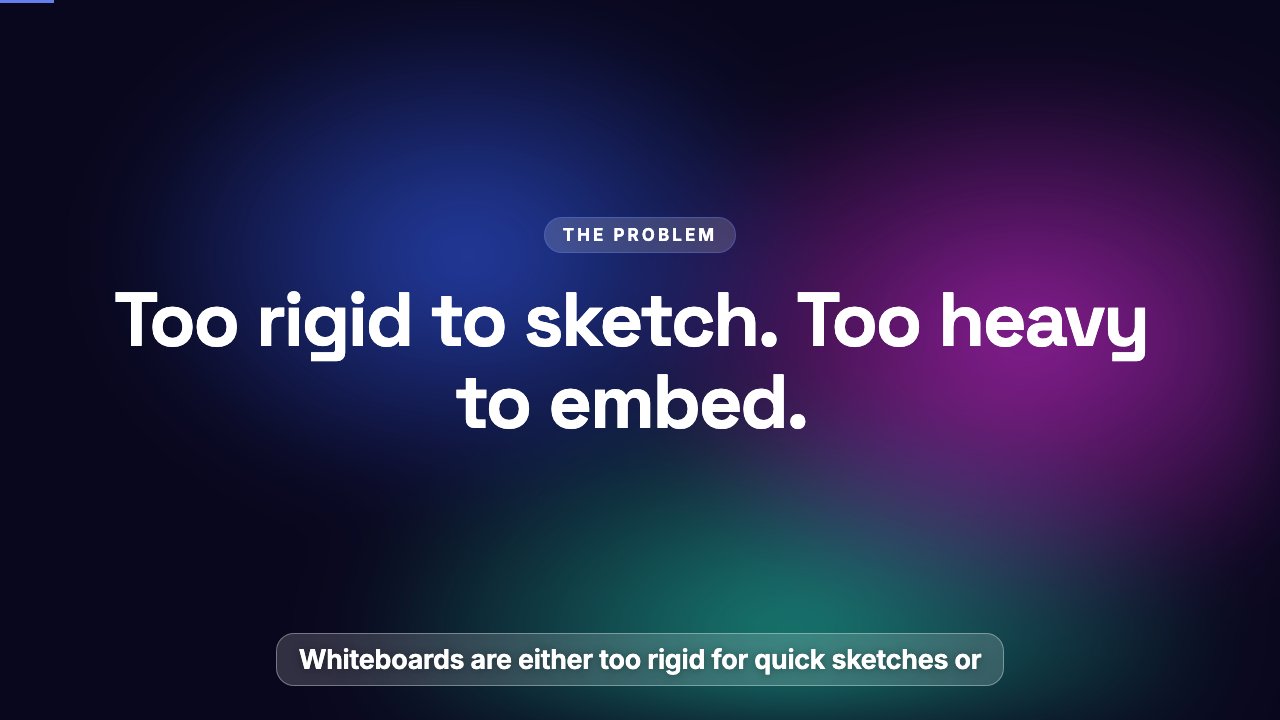 THE PROBLEM
Too rigid to sketch. Too heavy
to embed.
Whiteboards are either too rigid for quick sketches or